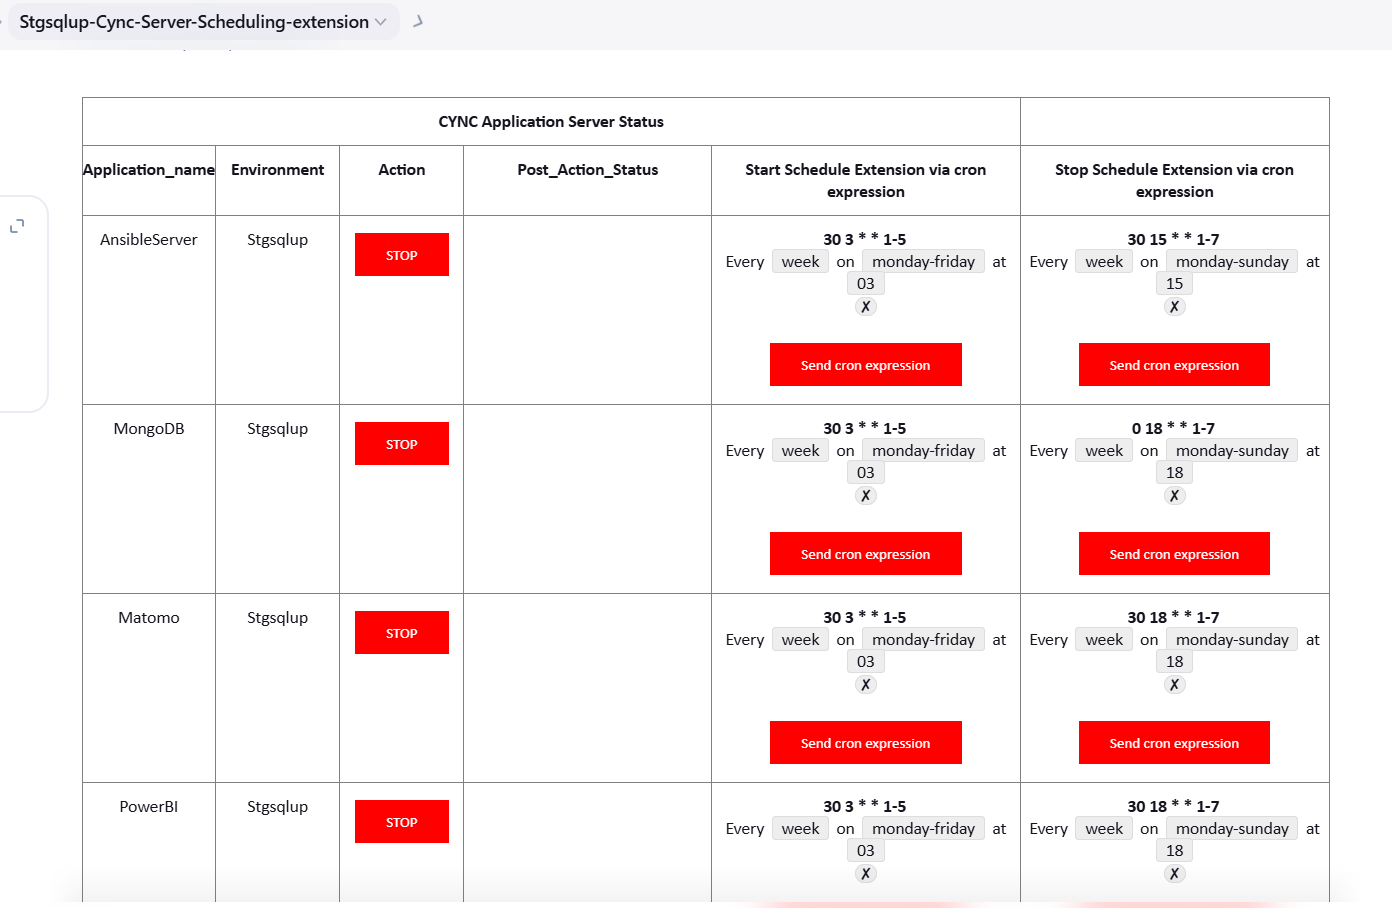 Stgsqlup-Cync-Server-Scheduling-extension
CYNC Application Server Status
Application_name Environment Action Post_Action_Status Start Schedule Extension via cron expression Stop Schedule Extension via cron expression
AnsibleServer Stgsqlup STOP
30 3 * * 1-5
Every week on monday-friday at
03
✗
Send cron expression
30 15 * * 1-7
Every week on monday-sunday at
15
✗
Send cron expression
MongoDB Stgsqlup STOP
30 3 * * 1-5
Every week on monday-friday at
03
✗
Send cron expression
0 18 * * 1-7
Every week on monday-sunday at
18
✗
Send cron expression
Matomo Stgsqlup STOP
30 3 * * 1-5
Every week on monday-friday at
03
✗
Send cron expression
30 18 * * 1-7
Every week on monday-sunday at
18
✗
Send cron expression
PowerBI Stgsqlup STOP
30 3 * * 1-5
Every week on monday-friday at
03
✗
30 18 * * 1-7
Every week on monday-sunday at
18
✗